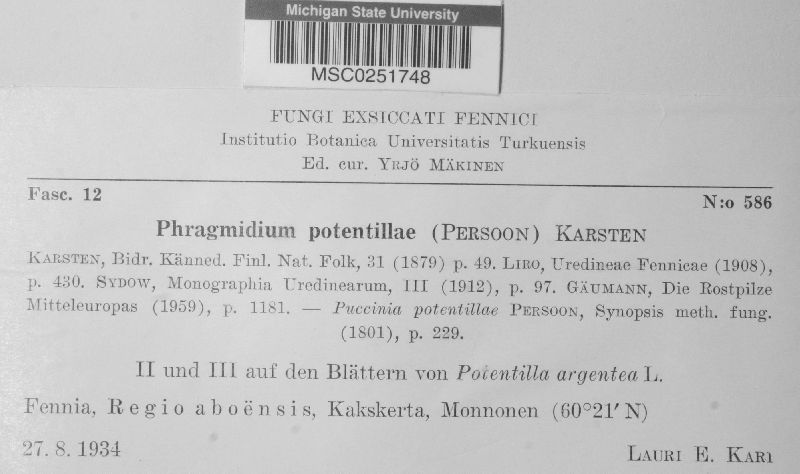 Michigan State University
MSC0251748
FUNGI EXSICCATI FENNICI
Institutio Botanica Universitatis Turkuensis
Ed. cur. YRJÖ MÄKINEN
Fasc. 12
N:o 586
Phragmidium potentillae (PERSOON) KARSTEN
KARSTEN, Bidr. Känned. Finl. Nat. Folk, 31 (1879) p. 49. LIRO, Uredineae Fennicae (1908),
p. 430. SYDOW, Monographia Uredinearum, III (1912), p. 97. GÄUMANN, Die Rostpilze
Mitteleuropas (1959), p. 1181. — Puccinia potentillae PERSOON, Synopsis meth. fung.
(1801), p. 229.
II und III auf den Blättern von Potentilla argentea L.
Fennia, Regio aboënsis, Kakskerta, Monnonen (60°21′ N)
27. 8. 1934
LAURI E. KARI